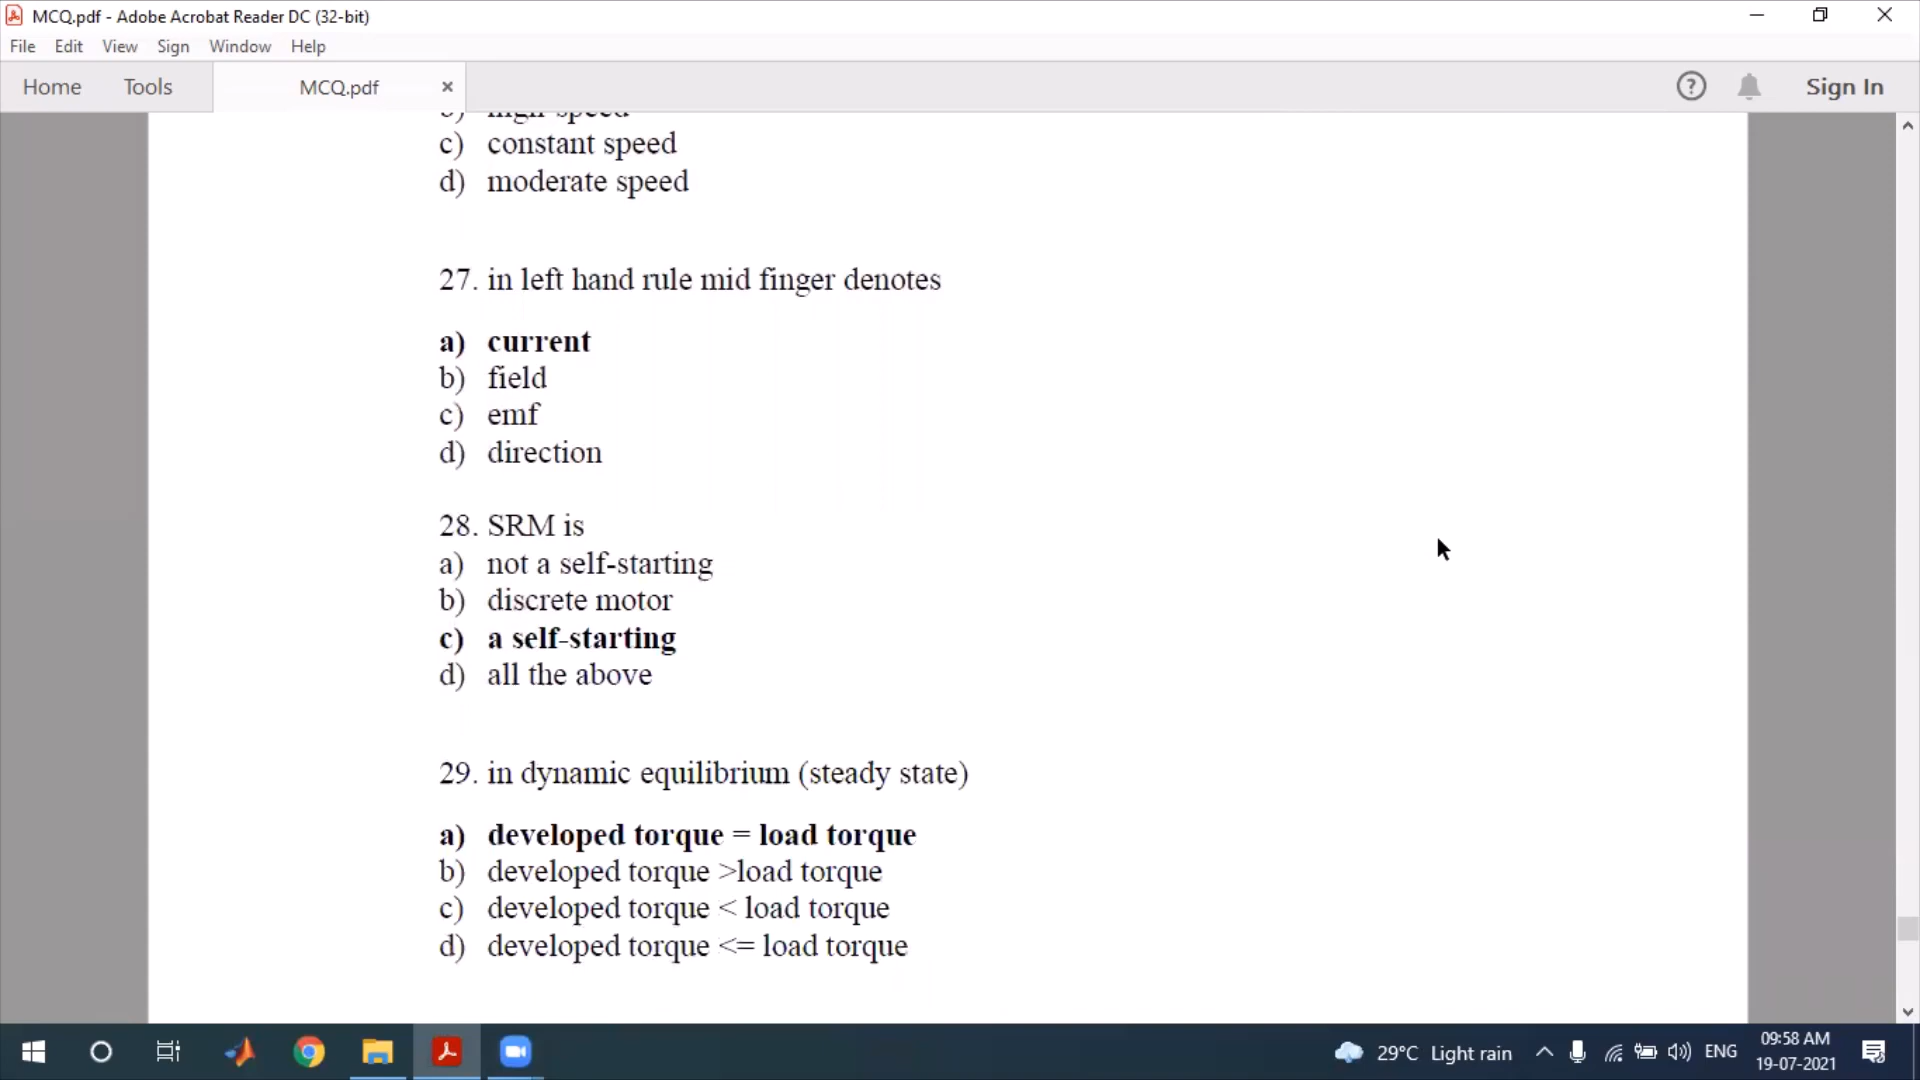 MCQ.pdf - Adobe Acrobat Reader DC (32-bit)
File Edit View Sign Window Help
Home Tools MCQ.pdf × ? Sign In
b) high speed
c) constant speed
d) moderate speed
27. in left hand rule mid finger denotes
a) current
b) field
c) emf
d) direction
28. SRM is
a) not a self-starting
b) discrete motor
c) a self-starting
d) all the above
29. in dynamic equilibrium (steady state)
a) developed torque = load torque
b) developed torque >load torque
c) developed torque < load torque
d) developed torque <= load torque
29°C Light rain ENG 09:58 AM
19-07-2021